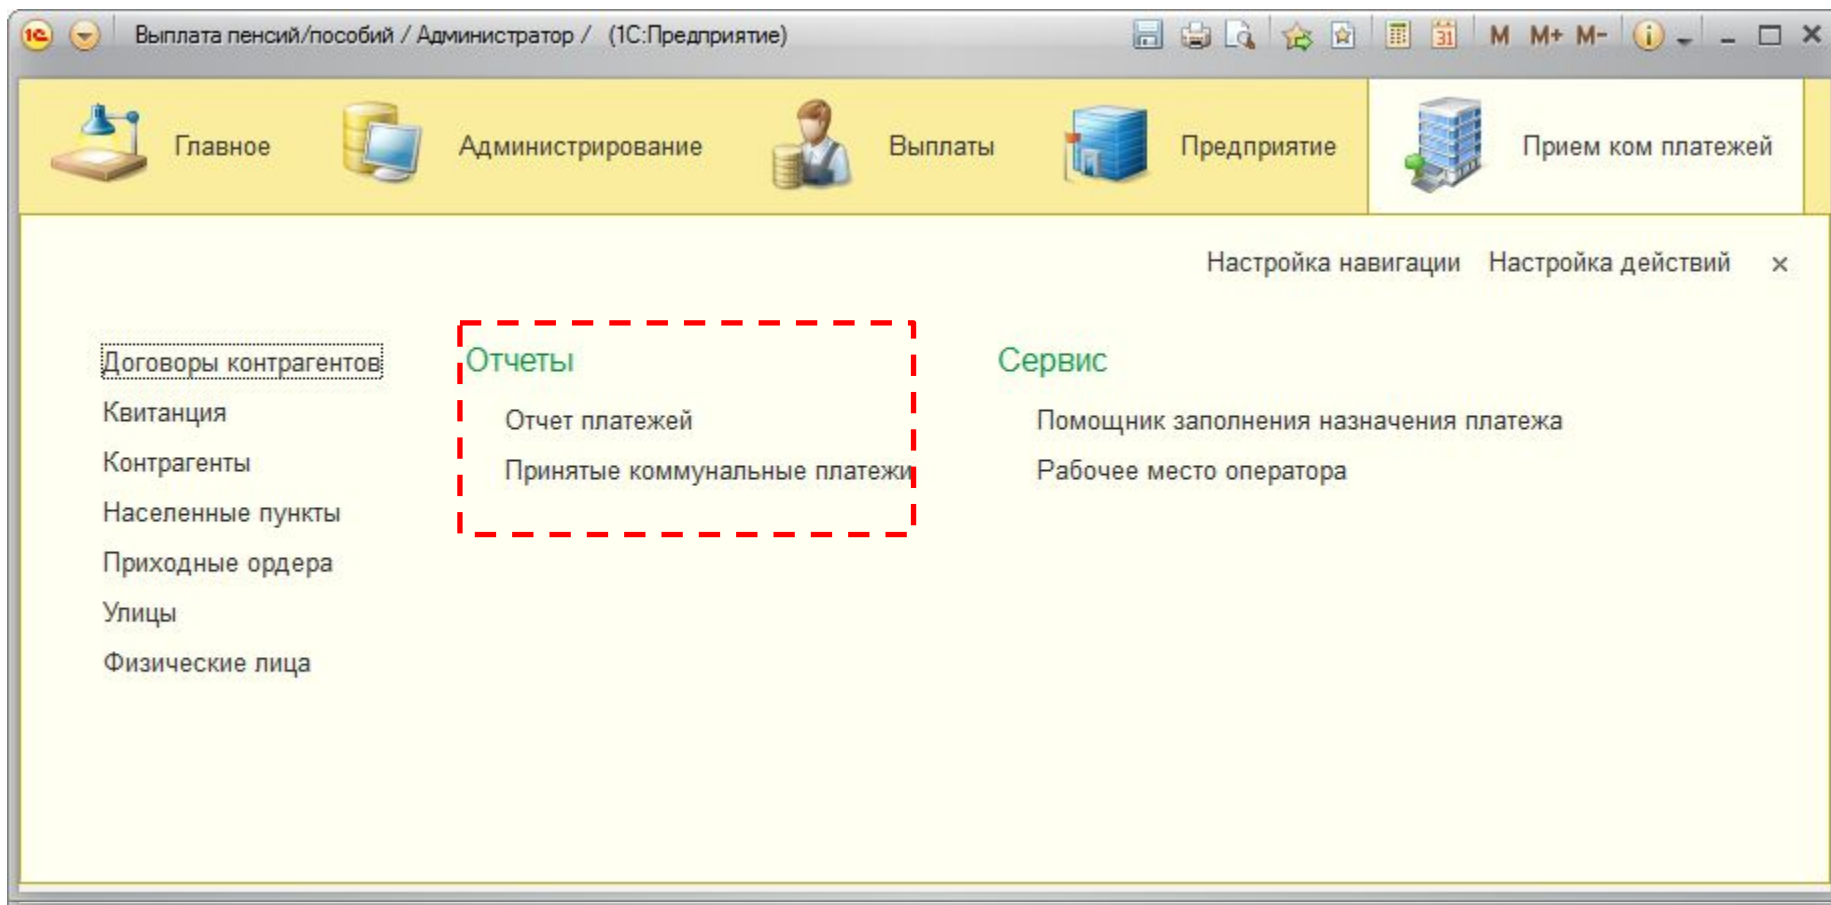 1С Выплата пенсий/пособий / Администратор / (1С:Предприятие) 31 M M+ M-
Главное Администрирование Выплаты Предприятие Прием ком платежей
Настройка навигации Настройка действий
Договоры контрагентов
Квитанция
Контрагенты
Населенные пункты
Приходные ордера
Улицы
Физические лица
Отчеты
Отчет платежей
Принятые коммунальные платежи
Сервис
Помощник заполнения назначения платежа
Рабочее место оператора